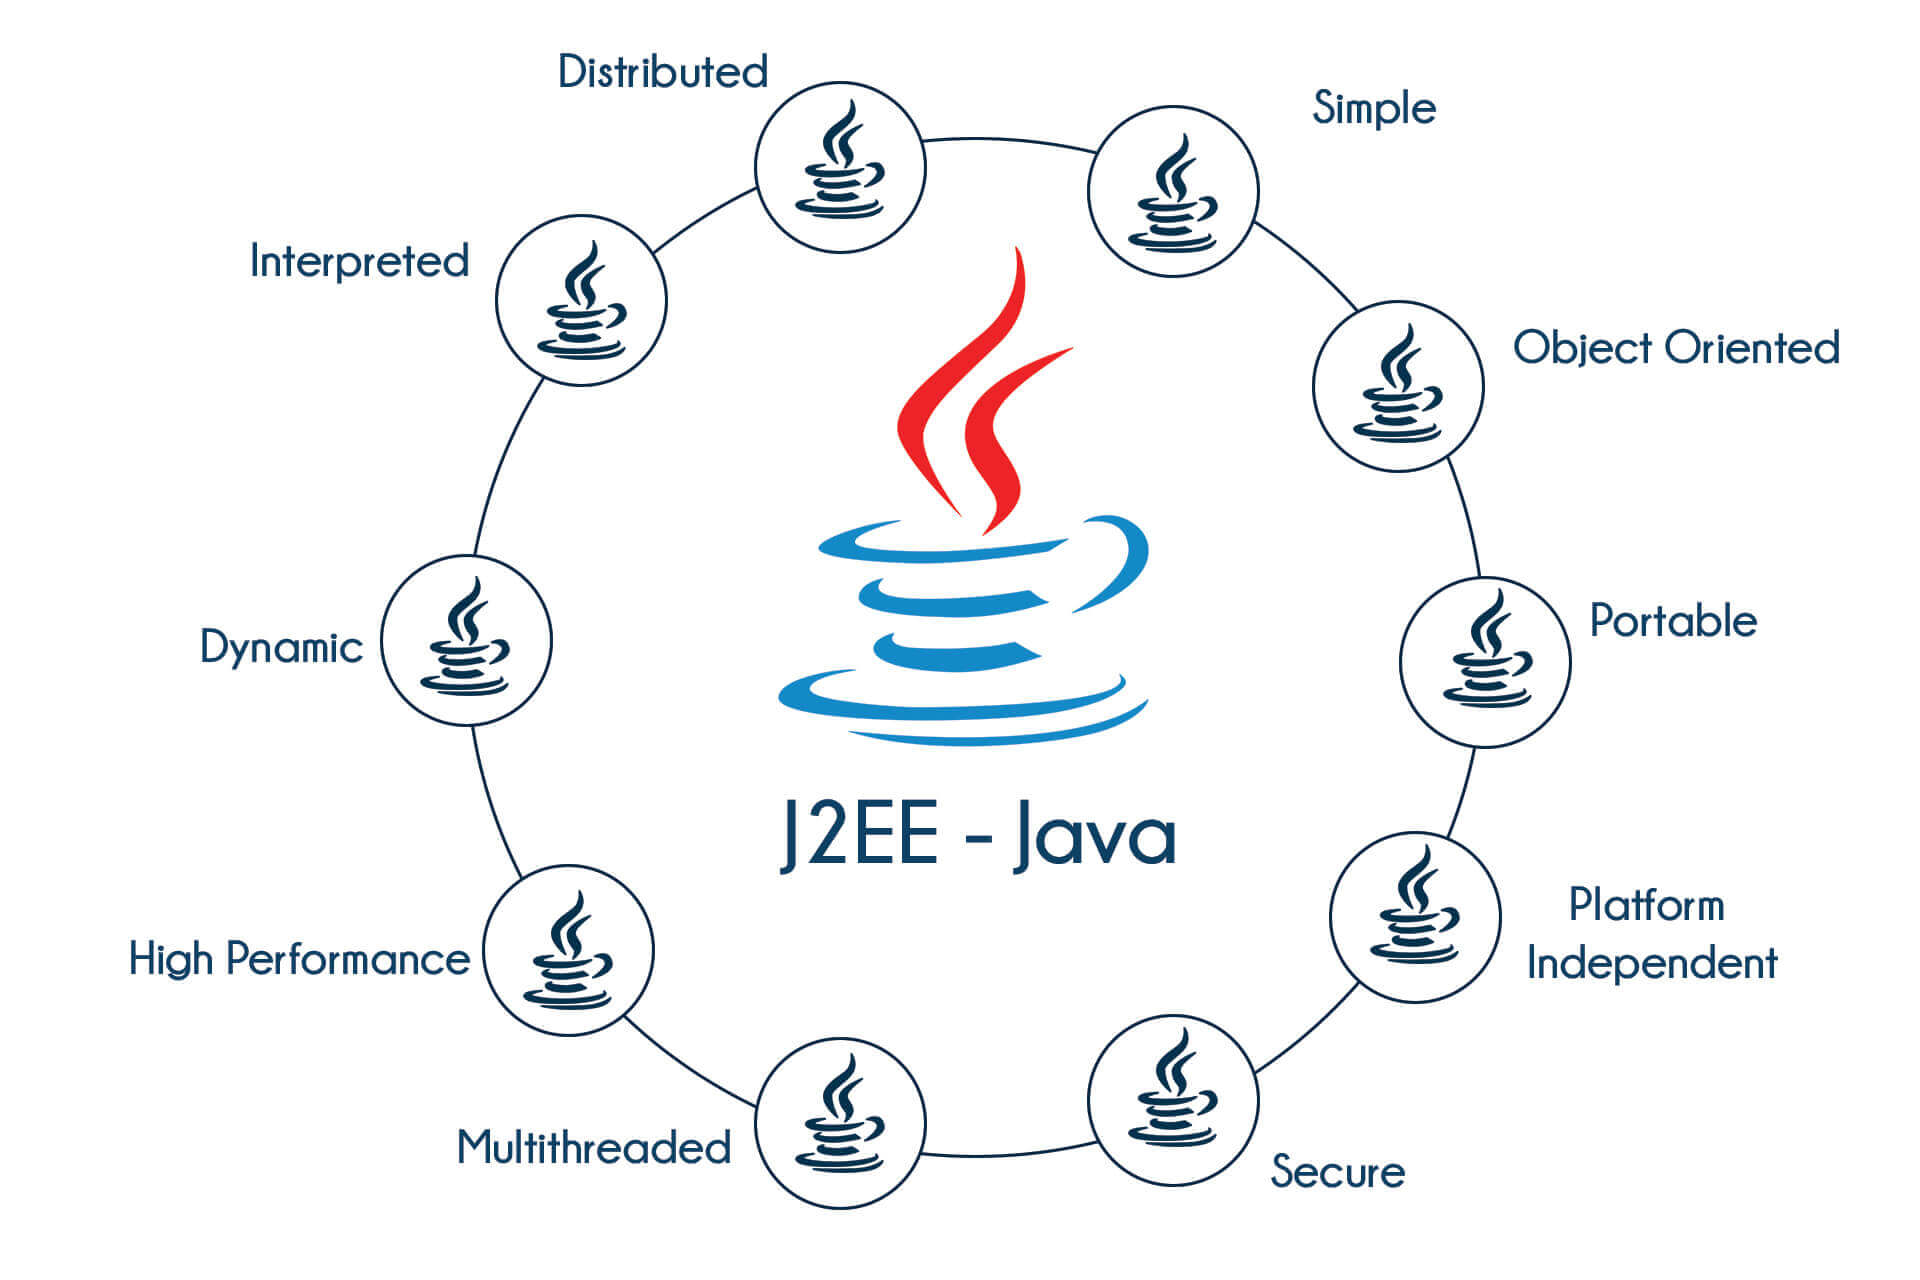 Distributed
Simple
Interpreted
Object Oriented
Portable
Dynamic
J2EE - Java
Platform
Independent
High Performance
Multithreaded
Secure